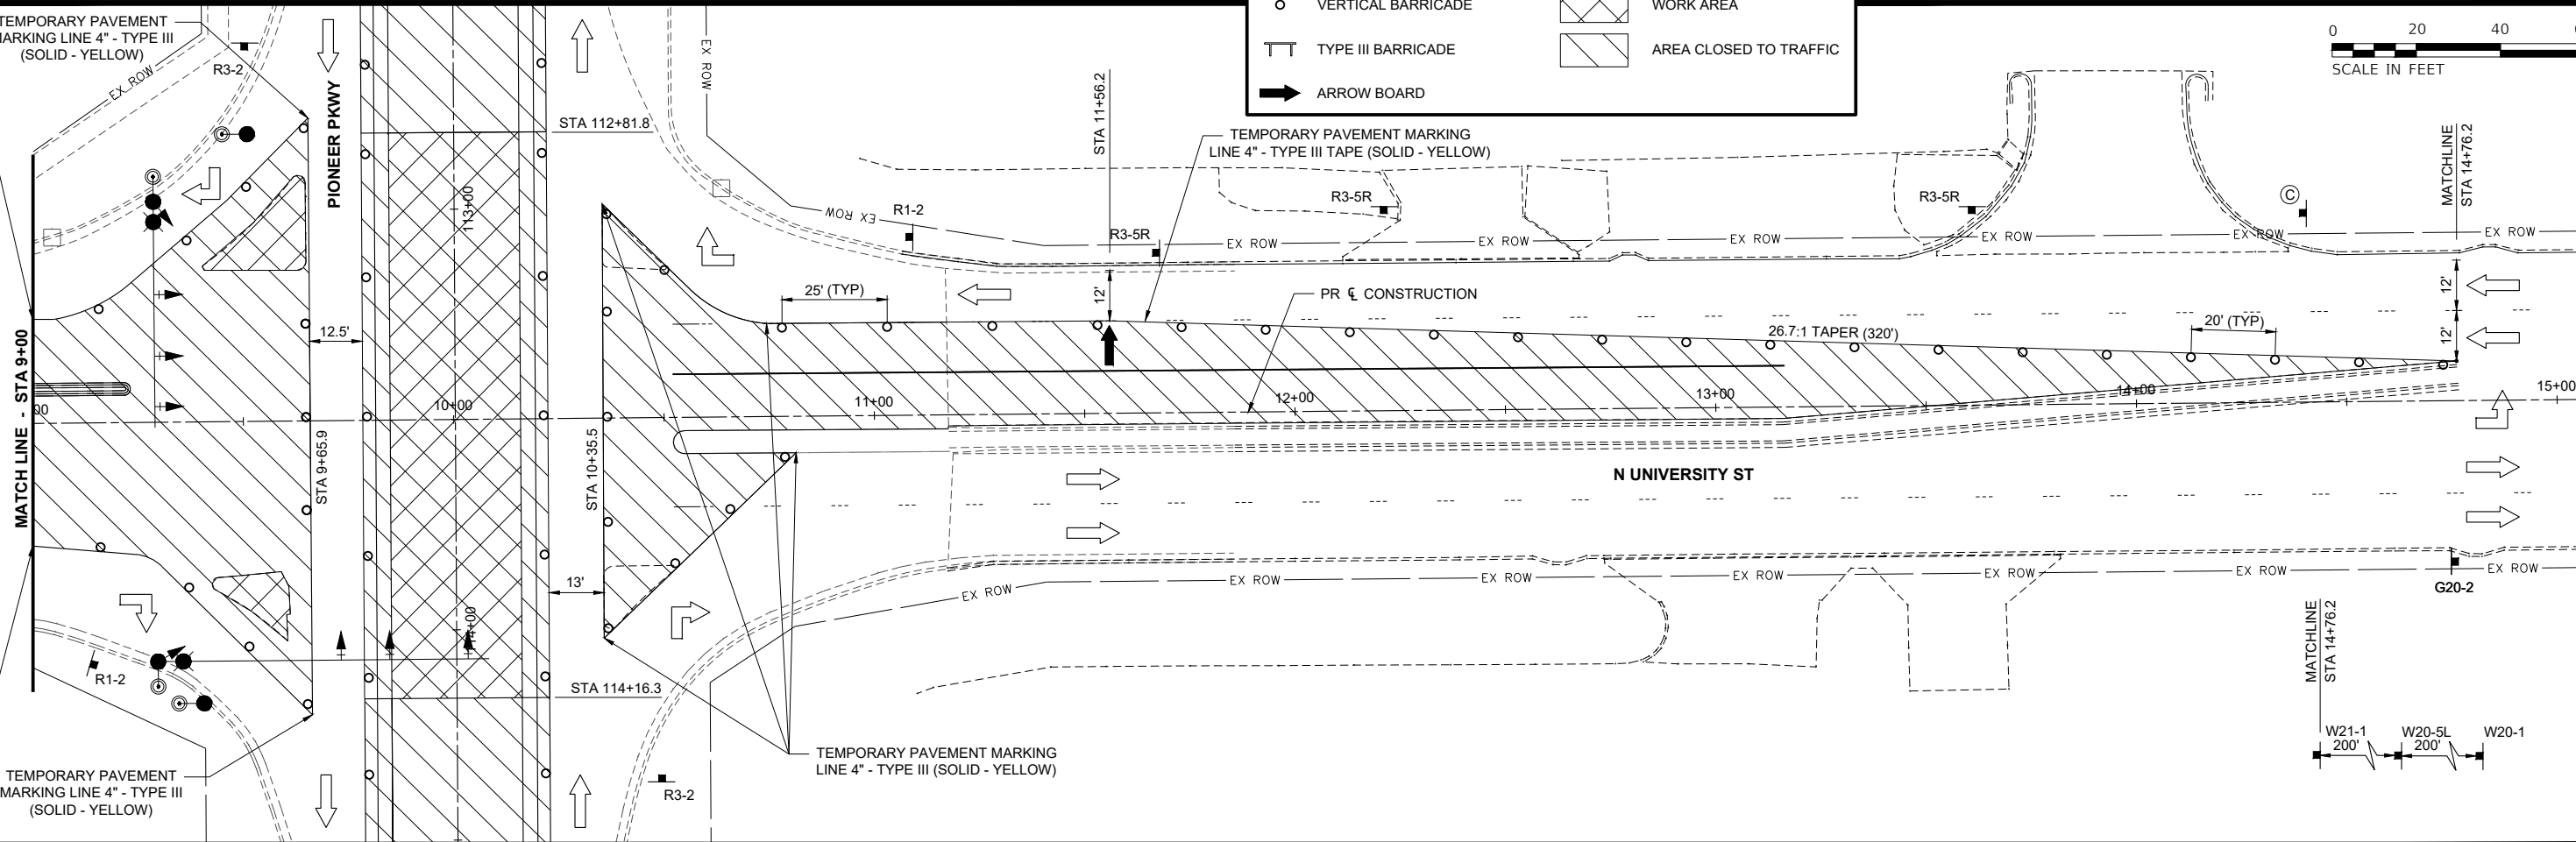 TEMPORARY PAVEMENT
MARKING LINE 4" - TYPE III
(SOLID - YELLOW)
R3-2
EX ROW
PIONEER PKWY
EX ROW
VERTICAL BARRICADE
WORK AREA
TYPE III BARRICADE
AREA CLOSED TO TRAFFIC
ARROW BOARD
0 20 40
SCALE IN FEET
STA 112+81.8
STA 11+56.2
TEMPORARY PAVEMENT MARKING
LINE 4" - TYPE III TAPE (SOLID - YELLOW)
113+00
EX ROW
R1-2
R3-5R
R3-5R
R3-5R
C
MATCHLINE
STA 14+76.2
EX ROW
EX ROW
EX ROW
EX ROW
EX ROW
EX ROW
25' (TYP)
12'
PR ℄ CONSTRUCTION
12'
12'
26.7:1 TAPER (320')
20' (TYP)
12.5'
MATCH LINE - STA 9+00
00
10+00
11+00
12+00
13+00
14+00
15+00
STA 9+65.9
STA 10+35.5
N UNIVERSITY ST
13'
EX ROW
EX ROW
EX ROW
EX ROW
EX ROW
EX ROW
EX ROW
G20-2
114+00
R1-2
STA 114+16.3
MATCHLINE
STA 14+76.2
W21-1
200'
W20-5L
200'
W20-1
TEMPORARY PAVEMENT MARKING
LINE 4" - TYPE III (SOLID - YELLOW)
R3-2
TEMPORARY PAVEMENT
MARKING LINE 4" - TYPE III
(SOLID - YELLOW)